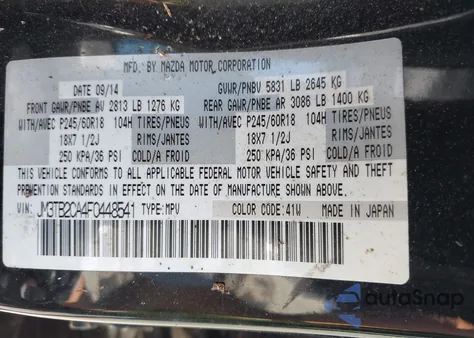 MFD. BY MAZDA MOTOR CORPORATION
DATE 09/14 GVWR/PNBV 5831 LB 2645 KG
FRONT GAWR/PNBE AV 2813 LB 1276 KG REAR GAWR/PNBE AR 3086 LB 1400 KG
WITH/AVEC P245/60R18 104H TIRES/PNEUS WITH/AVEC P245/60R18 104H TIRES/PNEUS
18X7 1/2J RIMS/JANTES 18X7 1/2J RIMS/JANTES
250 KPA/36 PSI COLD/A FROID 250 KPA/36 PSI COLD/A FROID
THIS VEHICLE CONFORMS TO ALL APPLICABLE FEDERAL MOTOR VEHICLE SAFETY AND THEFT
PREVENTION STANDARDS IN EFFECT ON THE DATE OF MANUFACTURE SHOWN ABOVE.
VIN: JM3TB2CA4F0448541 TYPE:MPV COLOR CODE:41W MADE IN JAPAN
autoSnap